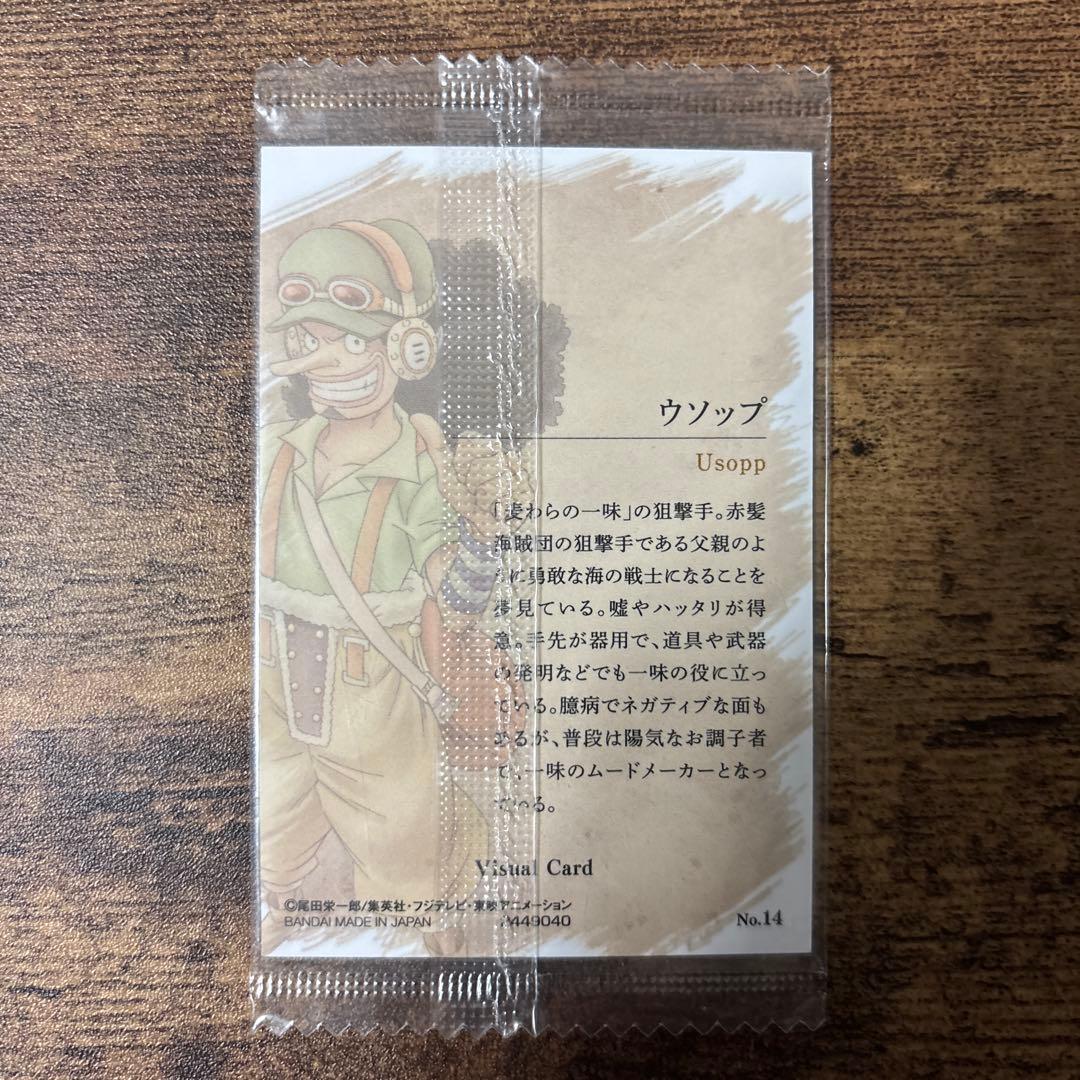 ウソップ
Usopp
「麦わらの一味」の狙撃手。赤髪
海賊団の狙撃手である父親のよ
うに勇敢な海の戦士になることを
夢見ている。嘘やハッタリが得
意。手先が器用で、道具や武器
の発明などでも一味の役に立っ
ている。臆病でネガティブな面も
あるが、普段は陽気なお調子者
で、一味のムードメーカーとなっ
ている。
Visual Card
©尾田栄一郎/集英社・フジテレビ・東映アニメーション
BANDAI MADE IN JAPAN 2449040
No.14